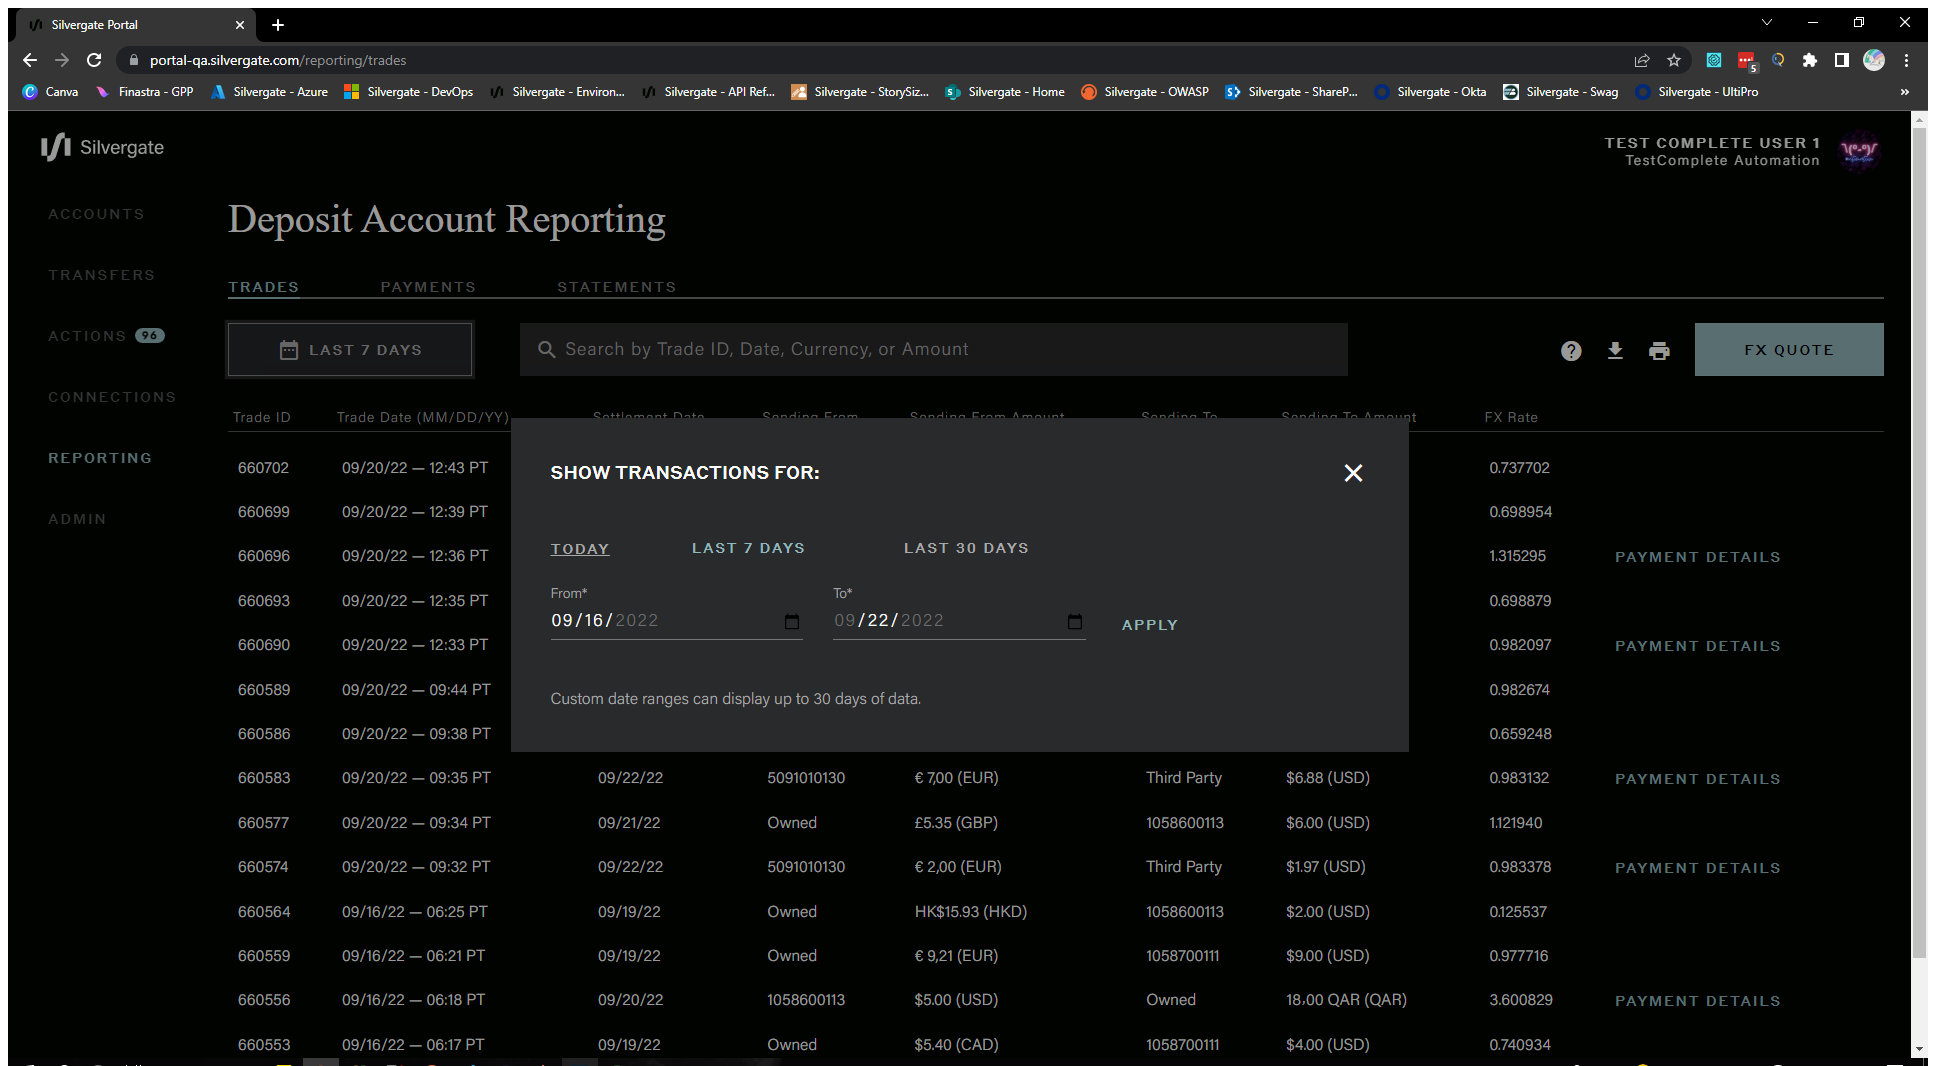 Silvergate Portal
portal-qa.silvergate.com/reporting/trades
5
Canva Finastra - GPP Silvergate - Azure Silvergate - DevOps Silvergate - Environ... Silvergate - API Ref... Silvergate - StorySiz... Silvergate - Home Silvergate - OWASP Silvergate - ShareP... Silvergate - Okta Silvergate - Swag Silvergate - UltiPro »
Silvergate
TEST COMPLETE USER 1
TestComplete Automation
ACCOUNTS
TRANSFERS
ACTIONS 96
CONNECTIONS
REPORTING
ADMIN
Deposit Account Reporting
TRADES PAYMENTS STATEMENTS
LAST 7 DAYS
Search by Trade ID, Date, Currency, or Amount
FX QUOTE
Trade ID Trade Date (MM/DD/YY) Settlement Date Sending From Sending From Amount Sending To Sending To Amount FX Rate
660702 09/20/22 — 12:43 PT 0.737702
660699 09/20/22 — 12:39 PT 0.698954
660696 09/20/22 — 12:36 PT 1.315295 PAYMENT DETAILS
660693 09/20/22 — 12:35 PT 0.698879
660690 09/20/22 — 12:33 PT 0.982097 PAYMENT DETAILS
660589 09/20/22 — 09:44 PT 0.982674
660586 09/20/22 — 09:38 PT 0.659248
660583 09/20/22 — 09:35 PT 09/22/22 5091010130 € 7,00 (EUR) Third Party $6.88 (USD) 0.983132 PAYMENT DETAILS
660577 09/20/22 — 09:34 PT 09/21/22 Owned £5.35 (GBP) 1058600113 $6.00 (USD) 1.121940
660574 09/20/22 — 09:32 PT 09/22/22 5091010130 € 2,00 (EUR) Third Party $1.97 (USD) 0.983378 PAYMENT DETAILS
660564 09/16/22 — 06:25 PT 09/19/22 Owned HK$15.93 (HKD) 1058600113 $2.00 (USD) 0.125537
660559 09/16/22 — 06:21 PT 09/19/22 Owned € 9,21 (EUR) 1058700111 $9.00 (USD) 0.977716
660556 09/16/22 — 06:18 PT 09/20/22 1058600113 $5.00 (USD) Owned 18.00 QAR (QAR) 3.600829 PAYMENT DETAILS
660553 09/16/22 — 06:17 PT 09/19/22 Owned $5.40 (CAD) 1058700111 $4.00 (USD) 0.740934
SHOW TRANSACTIONS FOR:
TODAY LAST 7 DAYS LAST 30 DAYS
From* To*
09/16/2022 09/22/2022 APPLY
Custom date ranges can display up to 30 days of data.